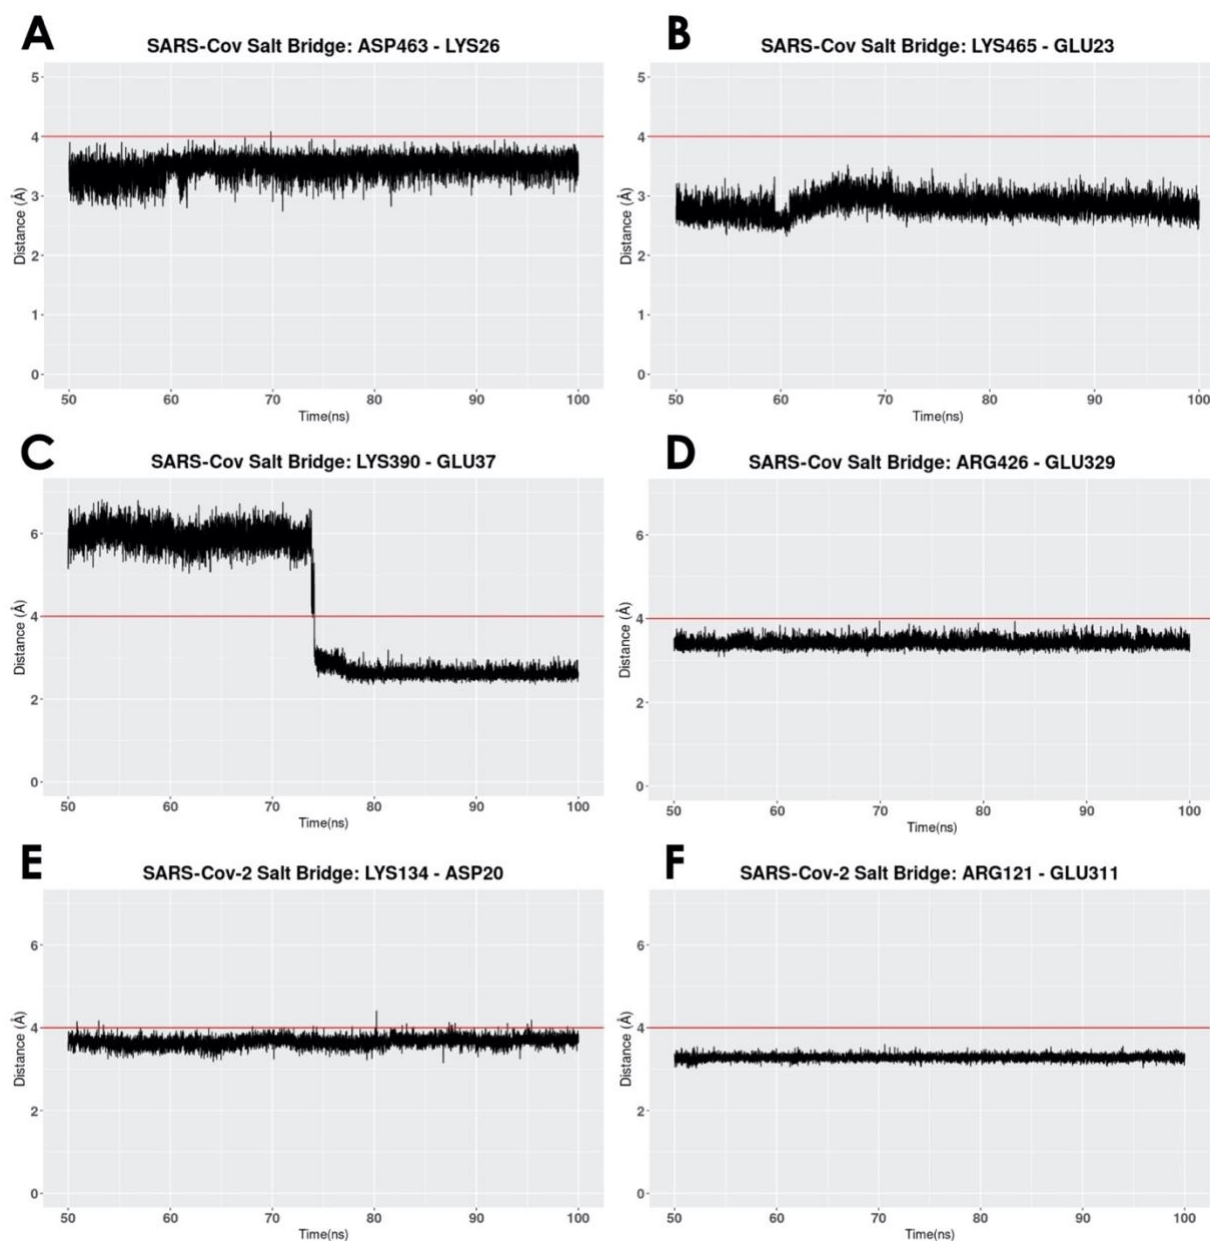 A
SARS-Cov Salt Bridge: ASP463 - LYS26
5
4
3
2
1
0
Distance (Å)
50 60 70 80 90 100
Time(ns)
B
SARS-Cov Salt Bridge: LYS465 - GLU23
5
4
3
2
1
0
Distance (Å)
50 60 70 80 90 100
Time(ns)
C
SARS-Cov Salt Bridge: LYS390 - GLU37
6
4
2
0
Distance (Å)
50 60 70 80 90 100
Time(ns)
D
SARS-Cov Salt Bridge: ARG426 - GLU329
6
4
2
0
Distance (Å)
50 60 70 80 90 100
Time(ns)
E
SARS-Cov-2 Salt Bridge: LYS134 - ASP20
6
4
2
0
Distance (Å)
50 60 70 80 90 100
Time(ns)
F
SARS-Cov-2 Salt Bridge: ARG121 - GLU311
6
4
2
0
Distance (Å)
50 60 70 80 90 100
Time(ns)